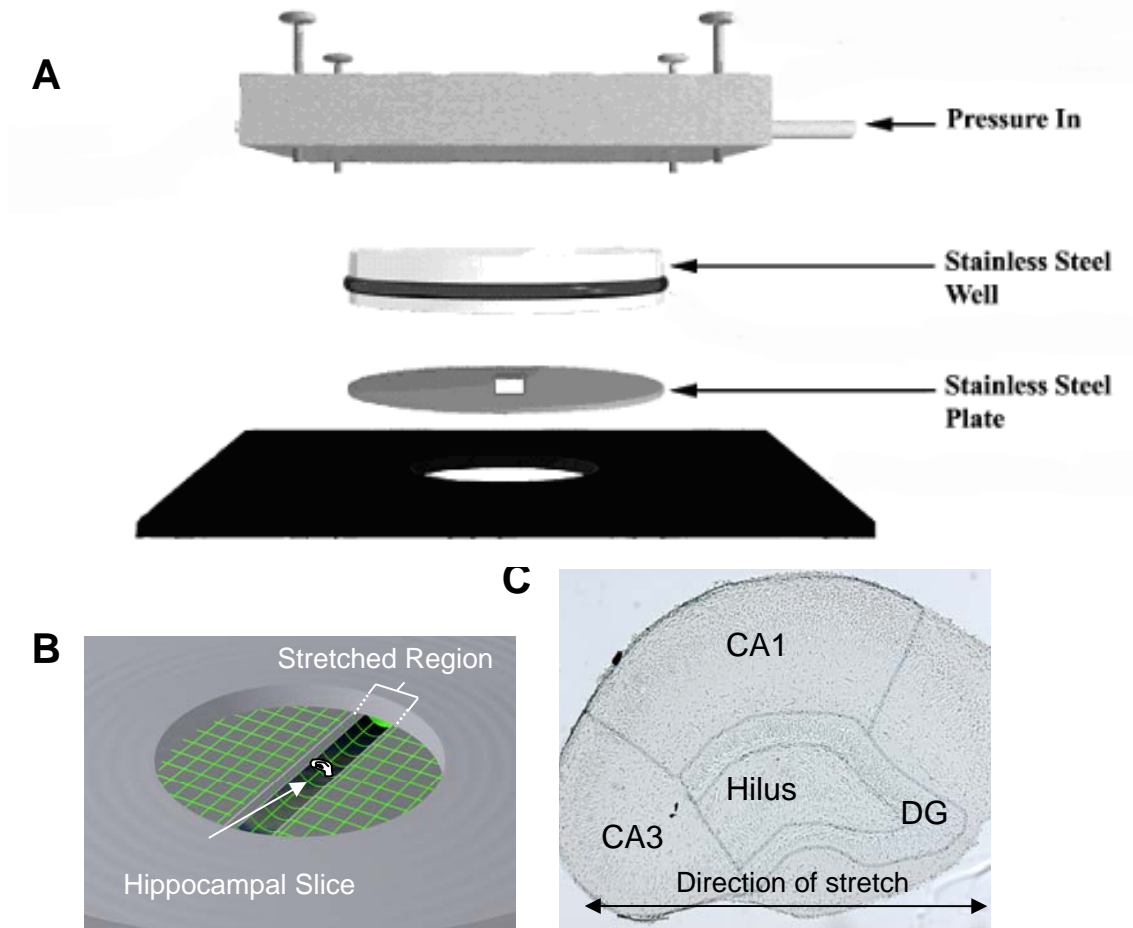 A
Pressure In
Stainless Steel
Well
Stainless Steel
Plate
B
Stretched Region
Hippocampal Slice
C
CA1
Hilus
DG
CA3
Direction of stretch